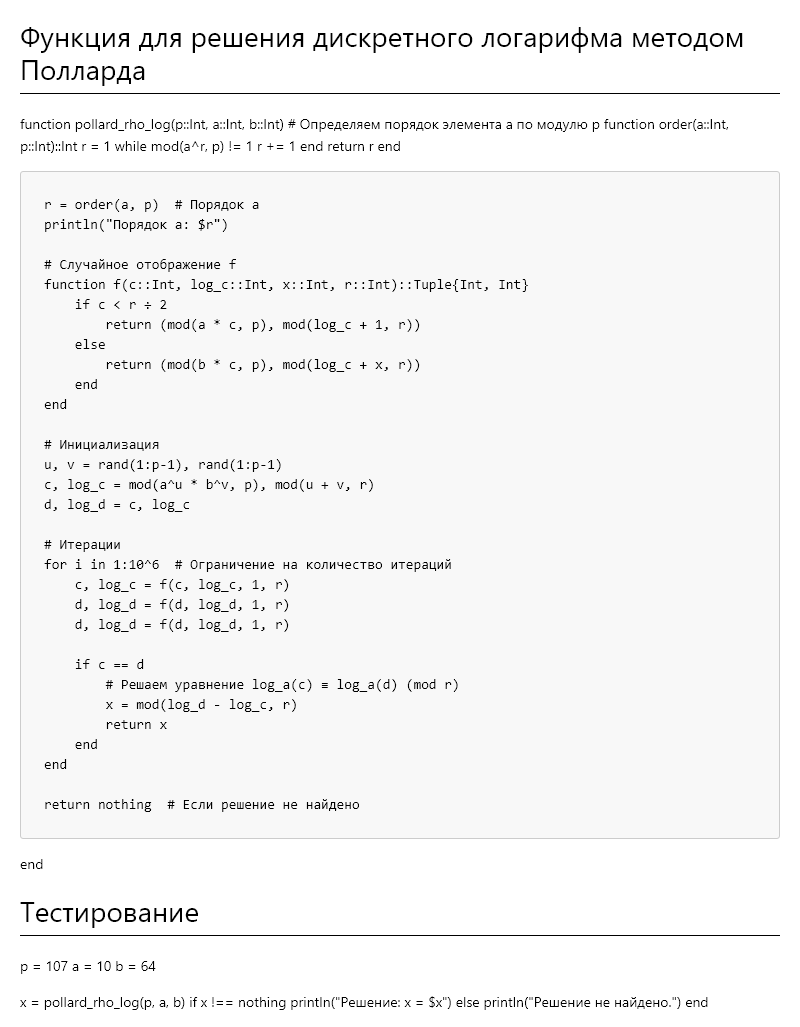 Функция для решения дискретного логарифма методом
Полларда
function pollard_rho_log(p::Int, a::Int, b::Int) # Определяем порядок элемента a по модулю p function order(a::Int,
p::Int)::Int r = 1 while mod(a^r, p) != 1 r += 1 end return r end
r = order(a, p)  # Порядок a
println("Порядок a: $r")
# Случайное отображение f
function f(c::Int, log_c::Int, x::Int, r::Int)::Tuple{Int, Int}
    if c < r ÷ 2
        return (mod(a * c, p), mod(log_c + 1, r))
    else
        return (mod(b * c, p), mod(log_c + x, r))
    end
end
# Инициализация
u, v = rand(1:p-1), rand(1:p-1)
c, log_c = mod(a^u * b^v, p), mod(u + v, r)
d, log_d = c, log_c
# Итерации
for i in 1:10^6  # Ограничение на количество итераций
    c, log_c = f(c, log_c, 1, r)
    d, log_d = f(d, log_d, 1, r)
    d, log_d = f(d, log_d, 1, r)
    if c == d
        # Решаем уравнение log_a(c) ≡ log_a(d) (mod r)
        x = mod(log_d - log_c, r)
        return x
    end
end
return nothing  # Если решение не найдено
end
Тестирование
p = 107 a = 10 b = 64
x = pollard_rho_log(p, a, b) if x !== nothing println("Решение: x = $x") else println("Решение не найдено.") end